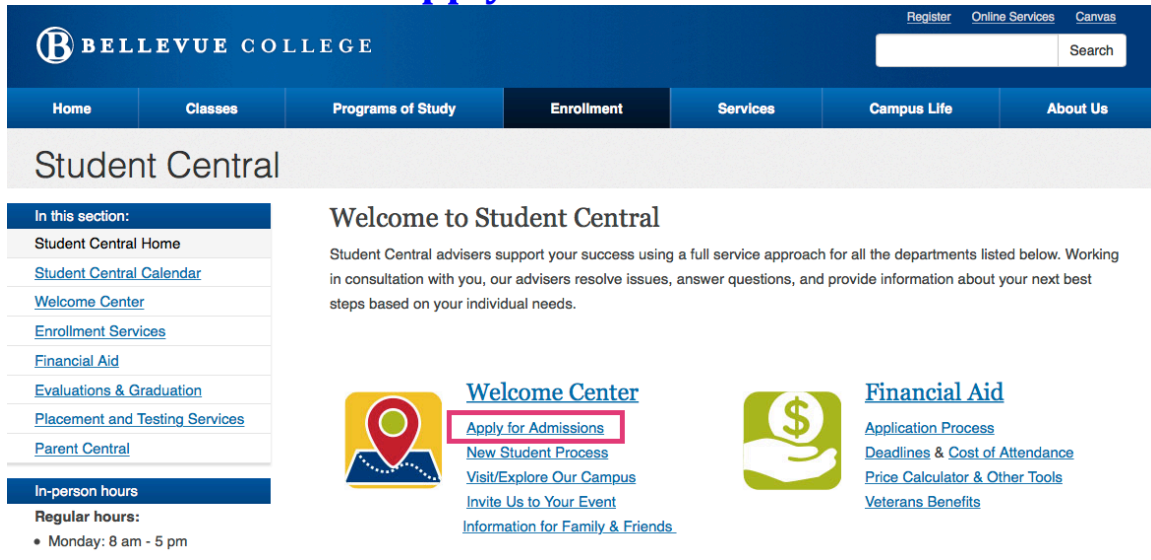 Register Online Services Canvas
B BELLEVUE COLLEGE
Search
Home Classes Programs of Study Enrollment Services Campus Life About Us
Student Central
In this section:
Student Central Home
Student Central Calendar
Welcome Center
Enrollment Services
Financial Aid
Evaluations & Graduation
Placement and Testing Services
Parent Central
In-person hours
Regular hours:
• Monday: 8 am - 5 pm
Welcome to Student Central
Student Central advisers support your success using a full service approach for all the departments listed below. Working
in consultation with you, our advisers resolve issues, answer questions, and provide information about your next best
steps based on your individual needs.
Welcome Center
Apply for Admissions
New Student Process
Visit/Explore Our Campus
Invite Us to Your Event
Information for Family & Friends
Financial Aid
Application Process
Deadlines & Cost of Attendance
Price Calculator & Other Tools
Veterans Benefits